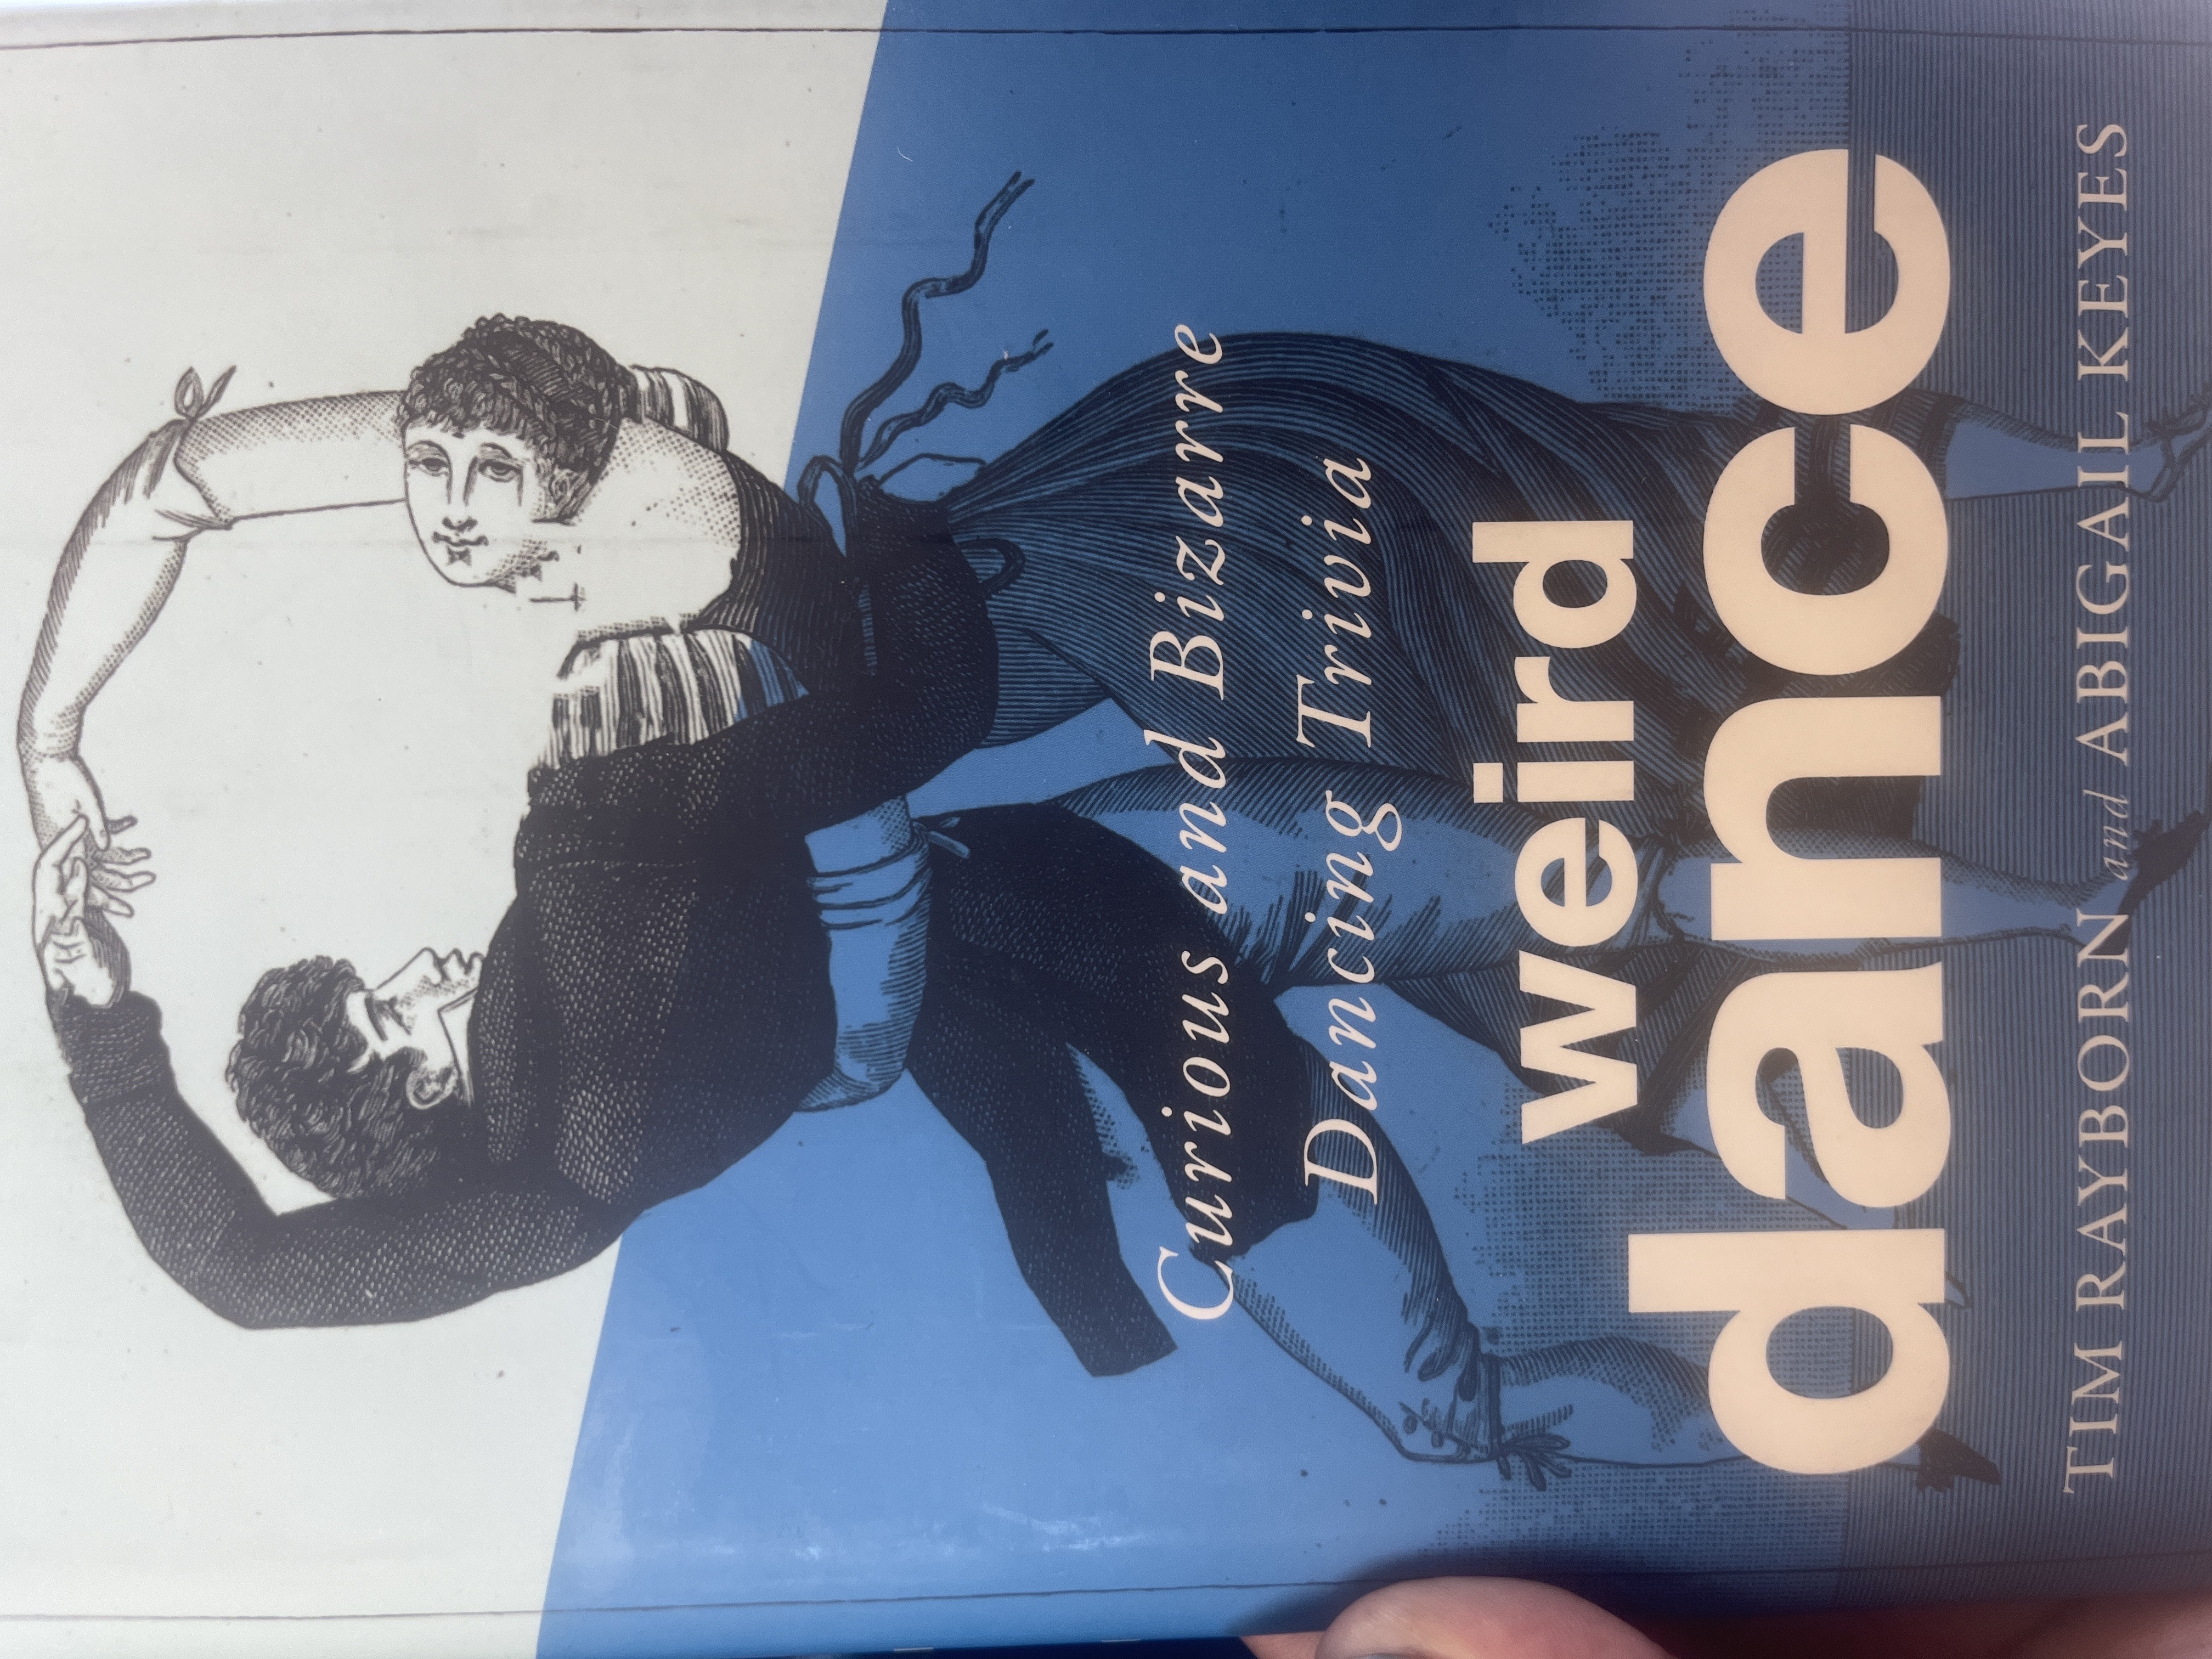 Curious and Bizarre
Dancing Trivia
weird
dance
TIM RAYBORN and ABIGAIL KEYES